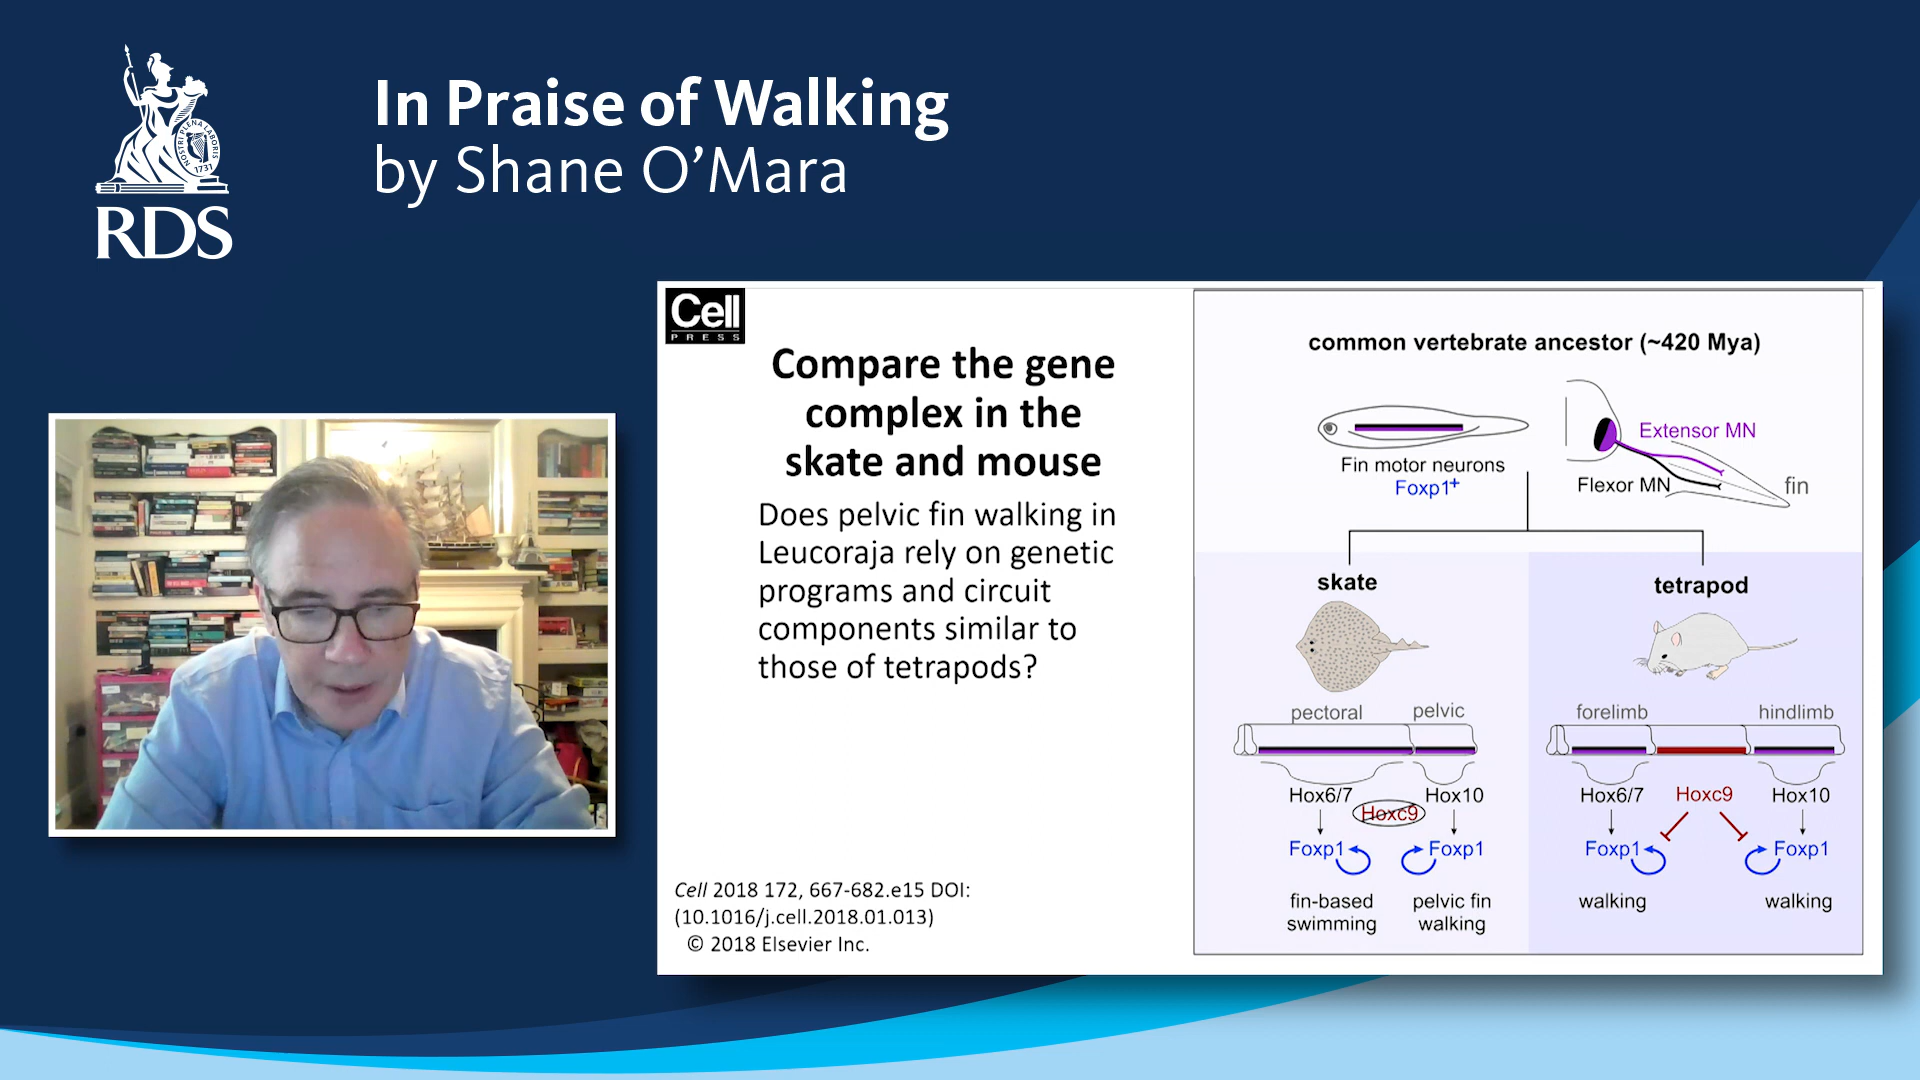 In Praise of Walking
by Shane O'Mara
NOSTRI PLENA LABORIS
1731
RDS
Cell
PRESS
Compare the gene
complex in the
skate and mouse
Does pelvic fin walking in
Leucoraja rely on genetic
programs and circuit
components similar to
those of tetrapods?
Cell 2018 172, 667-682.e15 DOI:
(10.1016/j.cell.2018.01.013)
© 2018 Elsevier Inc.
common vertebrate ancestor (~420 Mya)
Fin motor neurons
Foxp1+
Extensor MN
Flexor MN
fin
skate
tetrapod
pectoral
pelvic
forelimb
hindlimb
Hox6/7
Hoxc9
Hox10
Hox6/7
Hoxc9
Hox10
Foxp1
Foxp1
Foxp1
Foxp1
fin-based
swimming
pelvic fin
walking
walking
walking